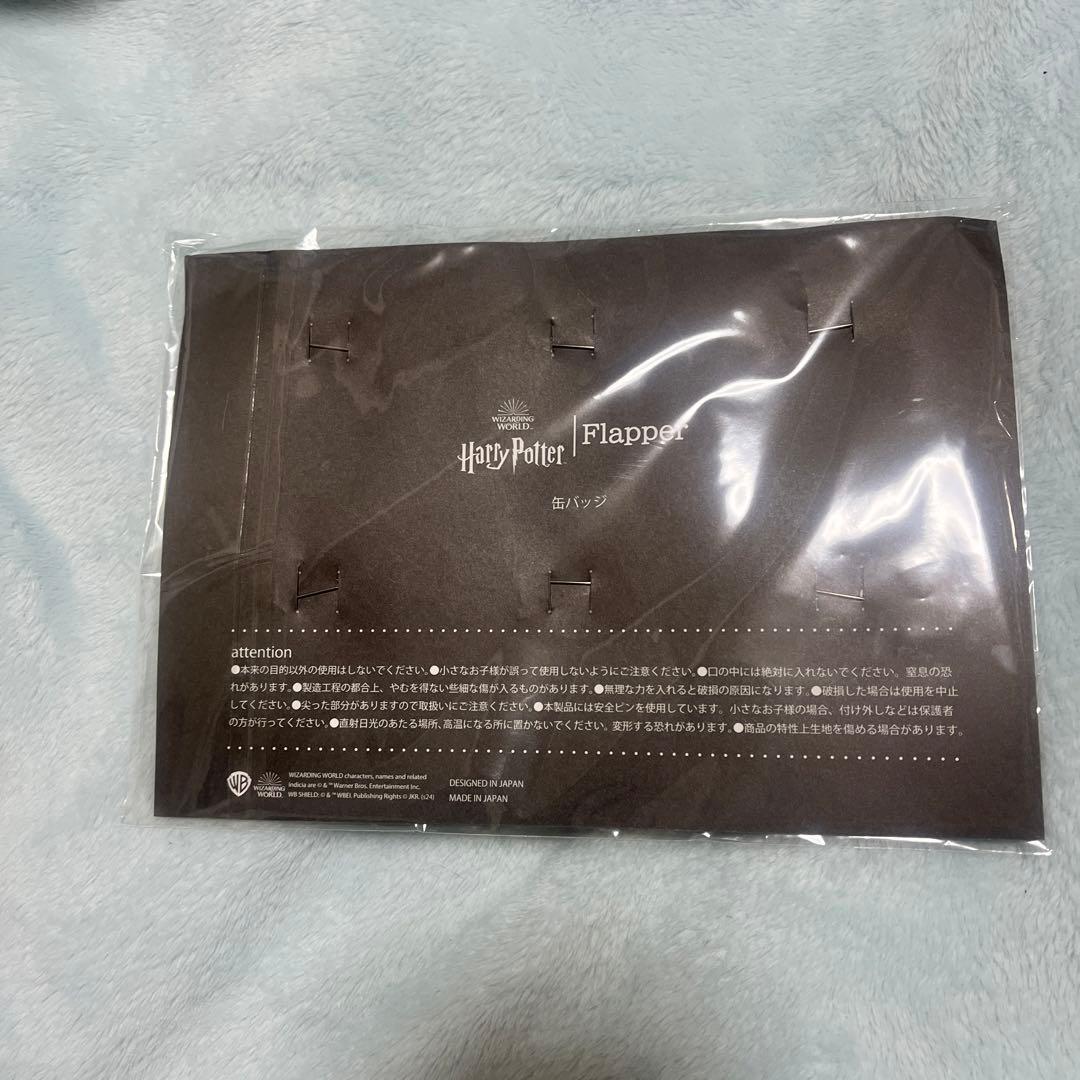 WIZARDING
WORLD
Harry Potter
Flapper
缶バッジ
attention
●本来の目的以外の使用はしないでください。●小さなお子様が誤って使用しないようにご注意ください。●口の中には絶対に入れないでください。窒息の恐
れがあります。●製造工程の都合上、やむを得ない些細な傷が入るものがあります。●無理な力を入れると破損の原因になります。●破損した場合は使用を中止
してください。●尖った部分がありますので取扱いにご注意ください。●本製品には安全ピンを使用しています。小さなお子様の場合、付け外しなどは保護者
の方が行ってください。●直射日光のあたる場所、高温になる所に置かないでください。変形する恐れがあります。●商品の特性上生地を傷める場合があります。
WB
WIZARDING
WORLD
WIZARDING WORLD characters, names and related
indicia are © & ™ Warner Bros. Entertainment Inc.
WB SHIELD: © & ™ WBEI. Publishing Rights © JKR. (s24)
DESIGNED IN JAPAN
MADE IN JAPAN